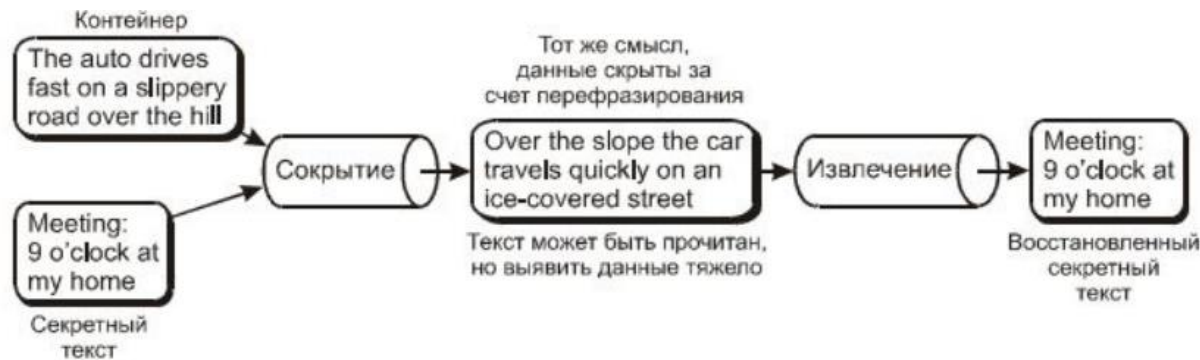 Контейнер
The auto drives
fast on a slippery
road over the hill
Meeting:
9 o'clock at
my home
Секретный
текст
Сокрытие
Тот же смысл,
данные скрыты за
счет перефразирования
Over the slope the car
travels quickly on an
ice-covered street
Текст может быть прочитан,
но выявить данные тяжело
Извлечение
Meeting:
9 o'clock at
my home
Восстановленный
секретный
текст